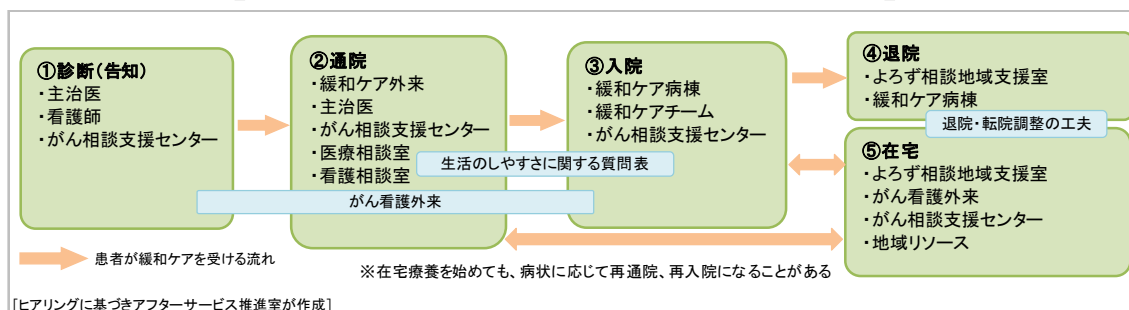 ①診断(告知)
・主治医
・看護師
・がん相談支援センター
②通院
・緩和ケア外来
・主治医
・がん相談支援センター
・医療相談室
・看護相談室
③入院
・緩和ケア病棟
・緩和ケアチーム
・がん相談支援センター
④退院
・よろず相談地域支援室
・緩和ケア病棟
退院・転院調整の工夫
⑤在宅
・よろず相談地域支援室
・がん看護外来
・がん相談支援センター
・地域リソース
生活のしやすさに関する質問表
がん看護外来
患者が緩和ケアを受ける流れ
※在宅療養を始めても、病状に応じて再通院、再入院になることがある
[ヒアリングに基づきアフターサービス推進室が作成]